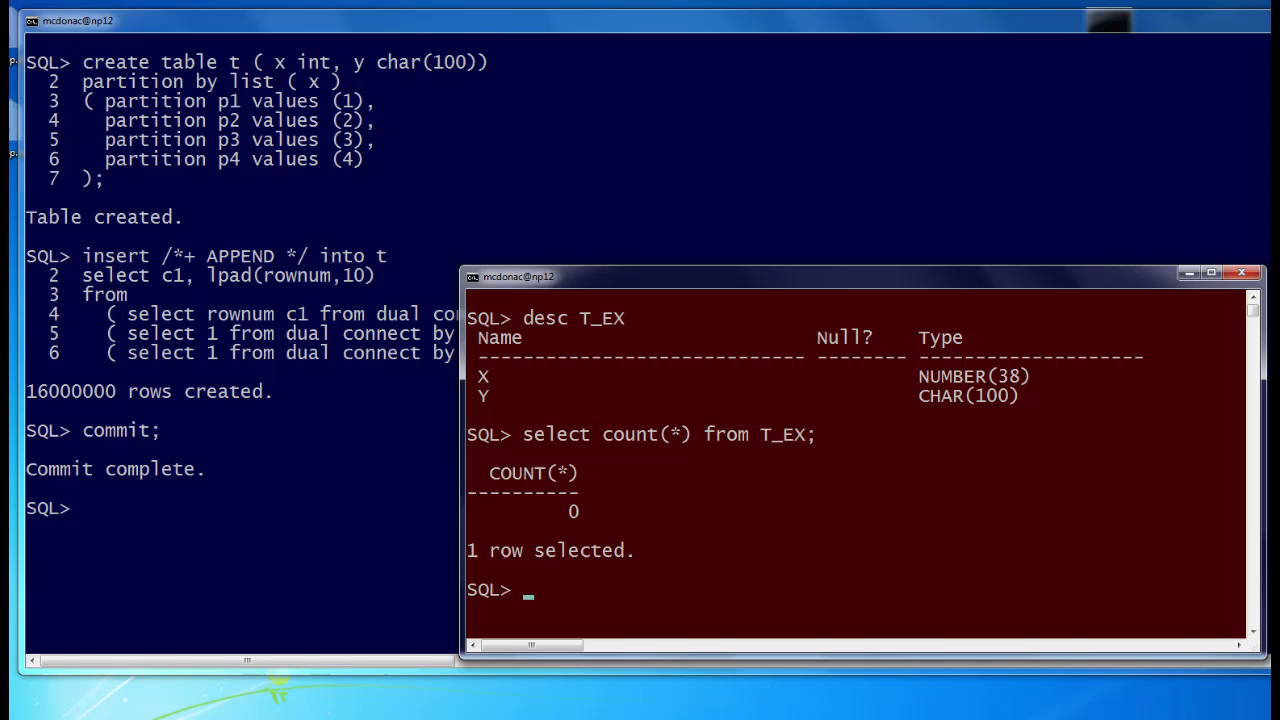 mcdonac@np12
SQL> create table t ( x int, y char(100))
2 partition by list ( x )
3 ( partition p1 values (1),
4 partition p2 values (2),
5 partition p3 values (3),
6 partition p4 values (4)
7 );
Table created.
SQL> insert /*+ APPEND */ into t
2 select c1, lpad(rownum,10)
3 from
4 ( select rownum c1 from dual
5 ( select 1 from dual connect by
6 ( select 1 from dual connect by
16000000 rows created.
SQL> commit;
Commit complete.
SQL>
mcdonac@np12
SQL> desc T_EX
Name Null? Type
----------------------------- -------- --------------------
X NUMBER(38)
Y CHAR(100)
SQL> select count(*) from T_EX;
COUNT(*)
----------
0
1 row selected.
SQL> _